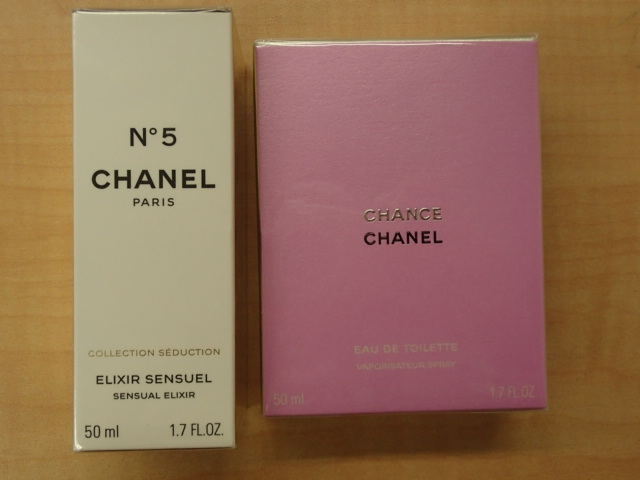 N°5
CHANEL
PARIS
COLLECTION SÉDUCTION
ELIXIR SENSUEL
SENSUAL ELIXIR
50 ml 1.7 FL.OZ.
CHANCE
CHANEL
EAU DE TOILETTE
VAPORISATEUR SPRAY
50 ml 1.7 FL.OZ